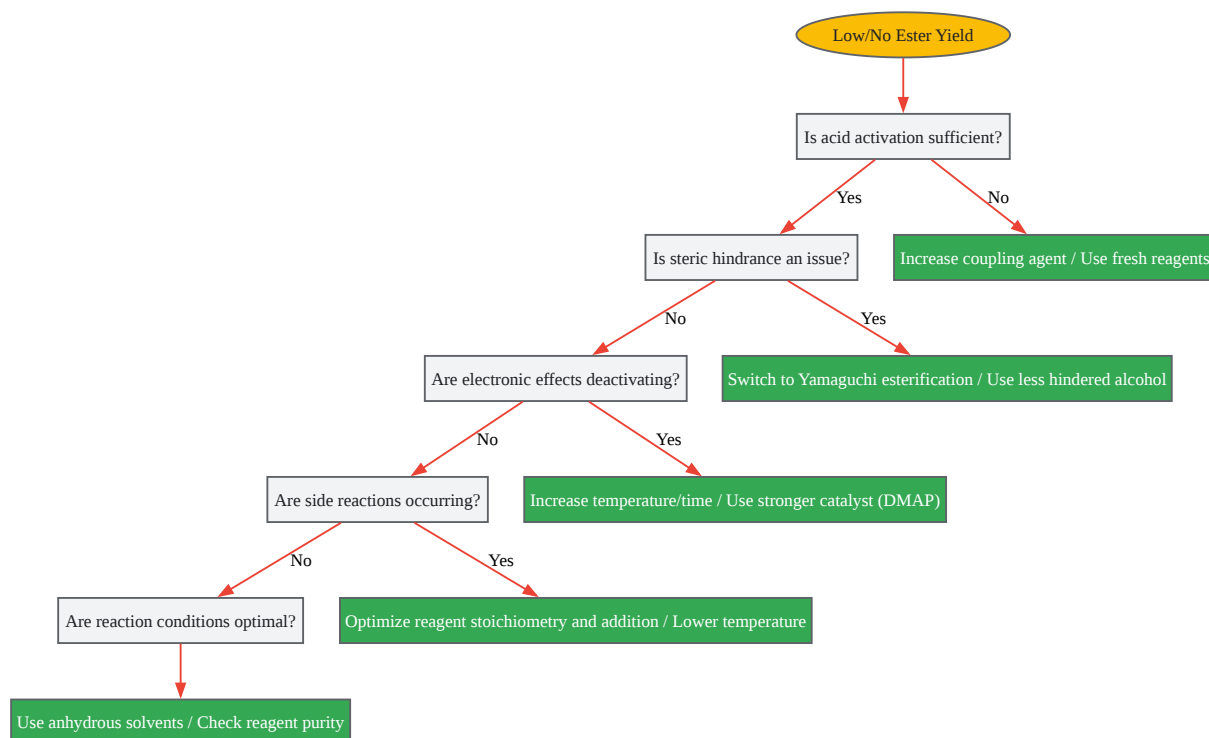 Low/No Ester Yield
Is acid activation sufficient?
Yes
No
Is steric hindrance an issue?
Increase coupling agent / Use fresh reagents
No
Yes
Are electronic effects deactivating?
Switch to Yamaguchi esterification / Use less hindered alcohol
No
Yes
Are side reactions occurring?
Increase temperature/time / Use stronger catalyst (DMAP)
No
Yes
Are reaction conditions optimal?
Optimize reagent stoichiometry and addition / Lower temperature
Use anhydrous solvents / Check reagent purity